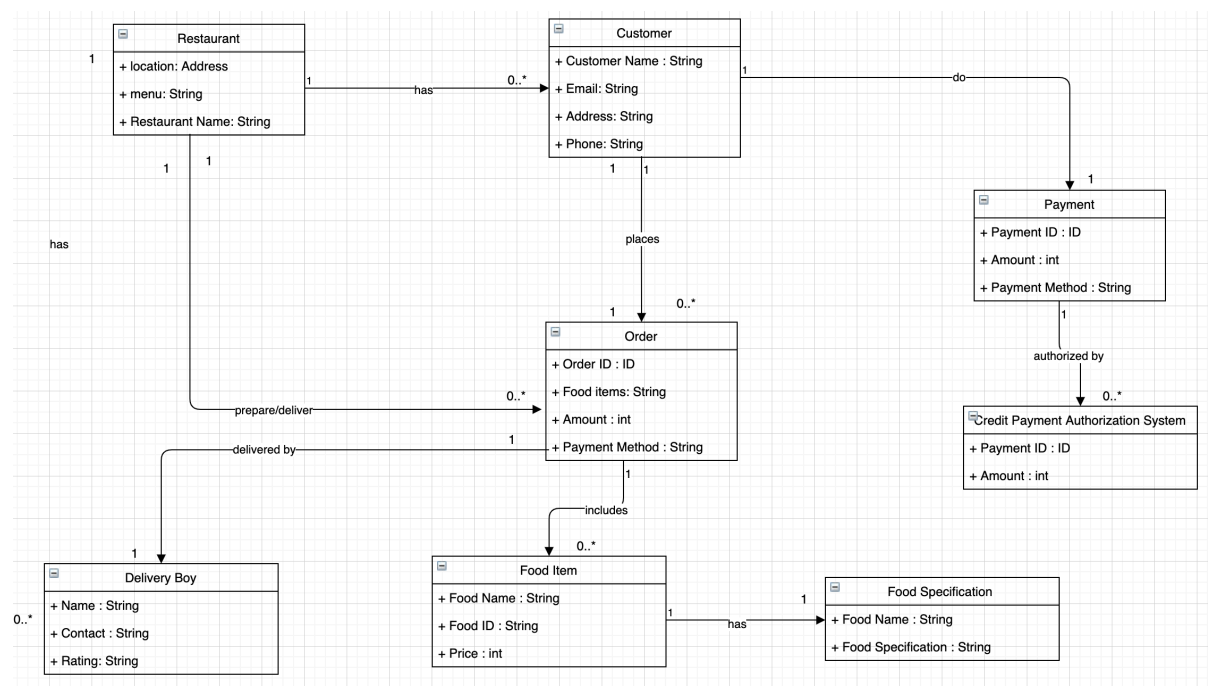 Restaurant
+ location: Address
+ menu: String
+ Restaurant Name: String
1
1
has
0..*
Customer
+ Customer Name : String
+ Email: String
+ Address: String
+ Phone: String
1
do
1
Payment
+ Payment ID : ID
+ Amount : int
+ Payment Method : String
1
authorized by
0..*
Credit Payment Authorization System
+ Payment ID : ID
+ Amount : int
1
1
has
1
1
places
1
0..*
Order
+ Order ID : ID
+ Food items: String
+ Amount : int
+ Payment Method : String
prepare/deliver
0..*
1
delivered by
1
Delivery Boy
+ Name : String
+ Contact : String
+ Rating: String
0..*
1
includes
0..*
Food Item
+ Food Name : String
+ Food ID : String
+ Price : int
1
has
1
Food Specification
+ Food Name : String
+ Food Specification : String